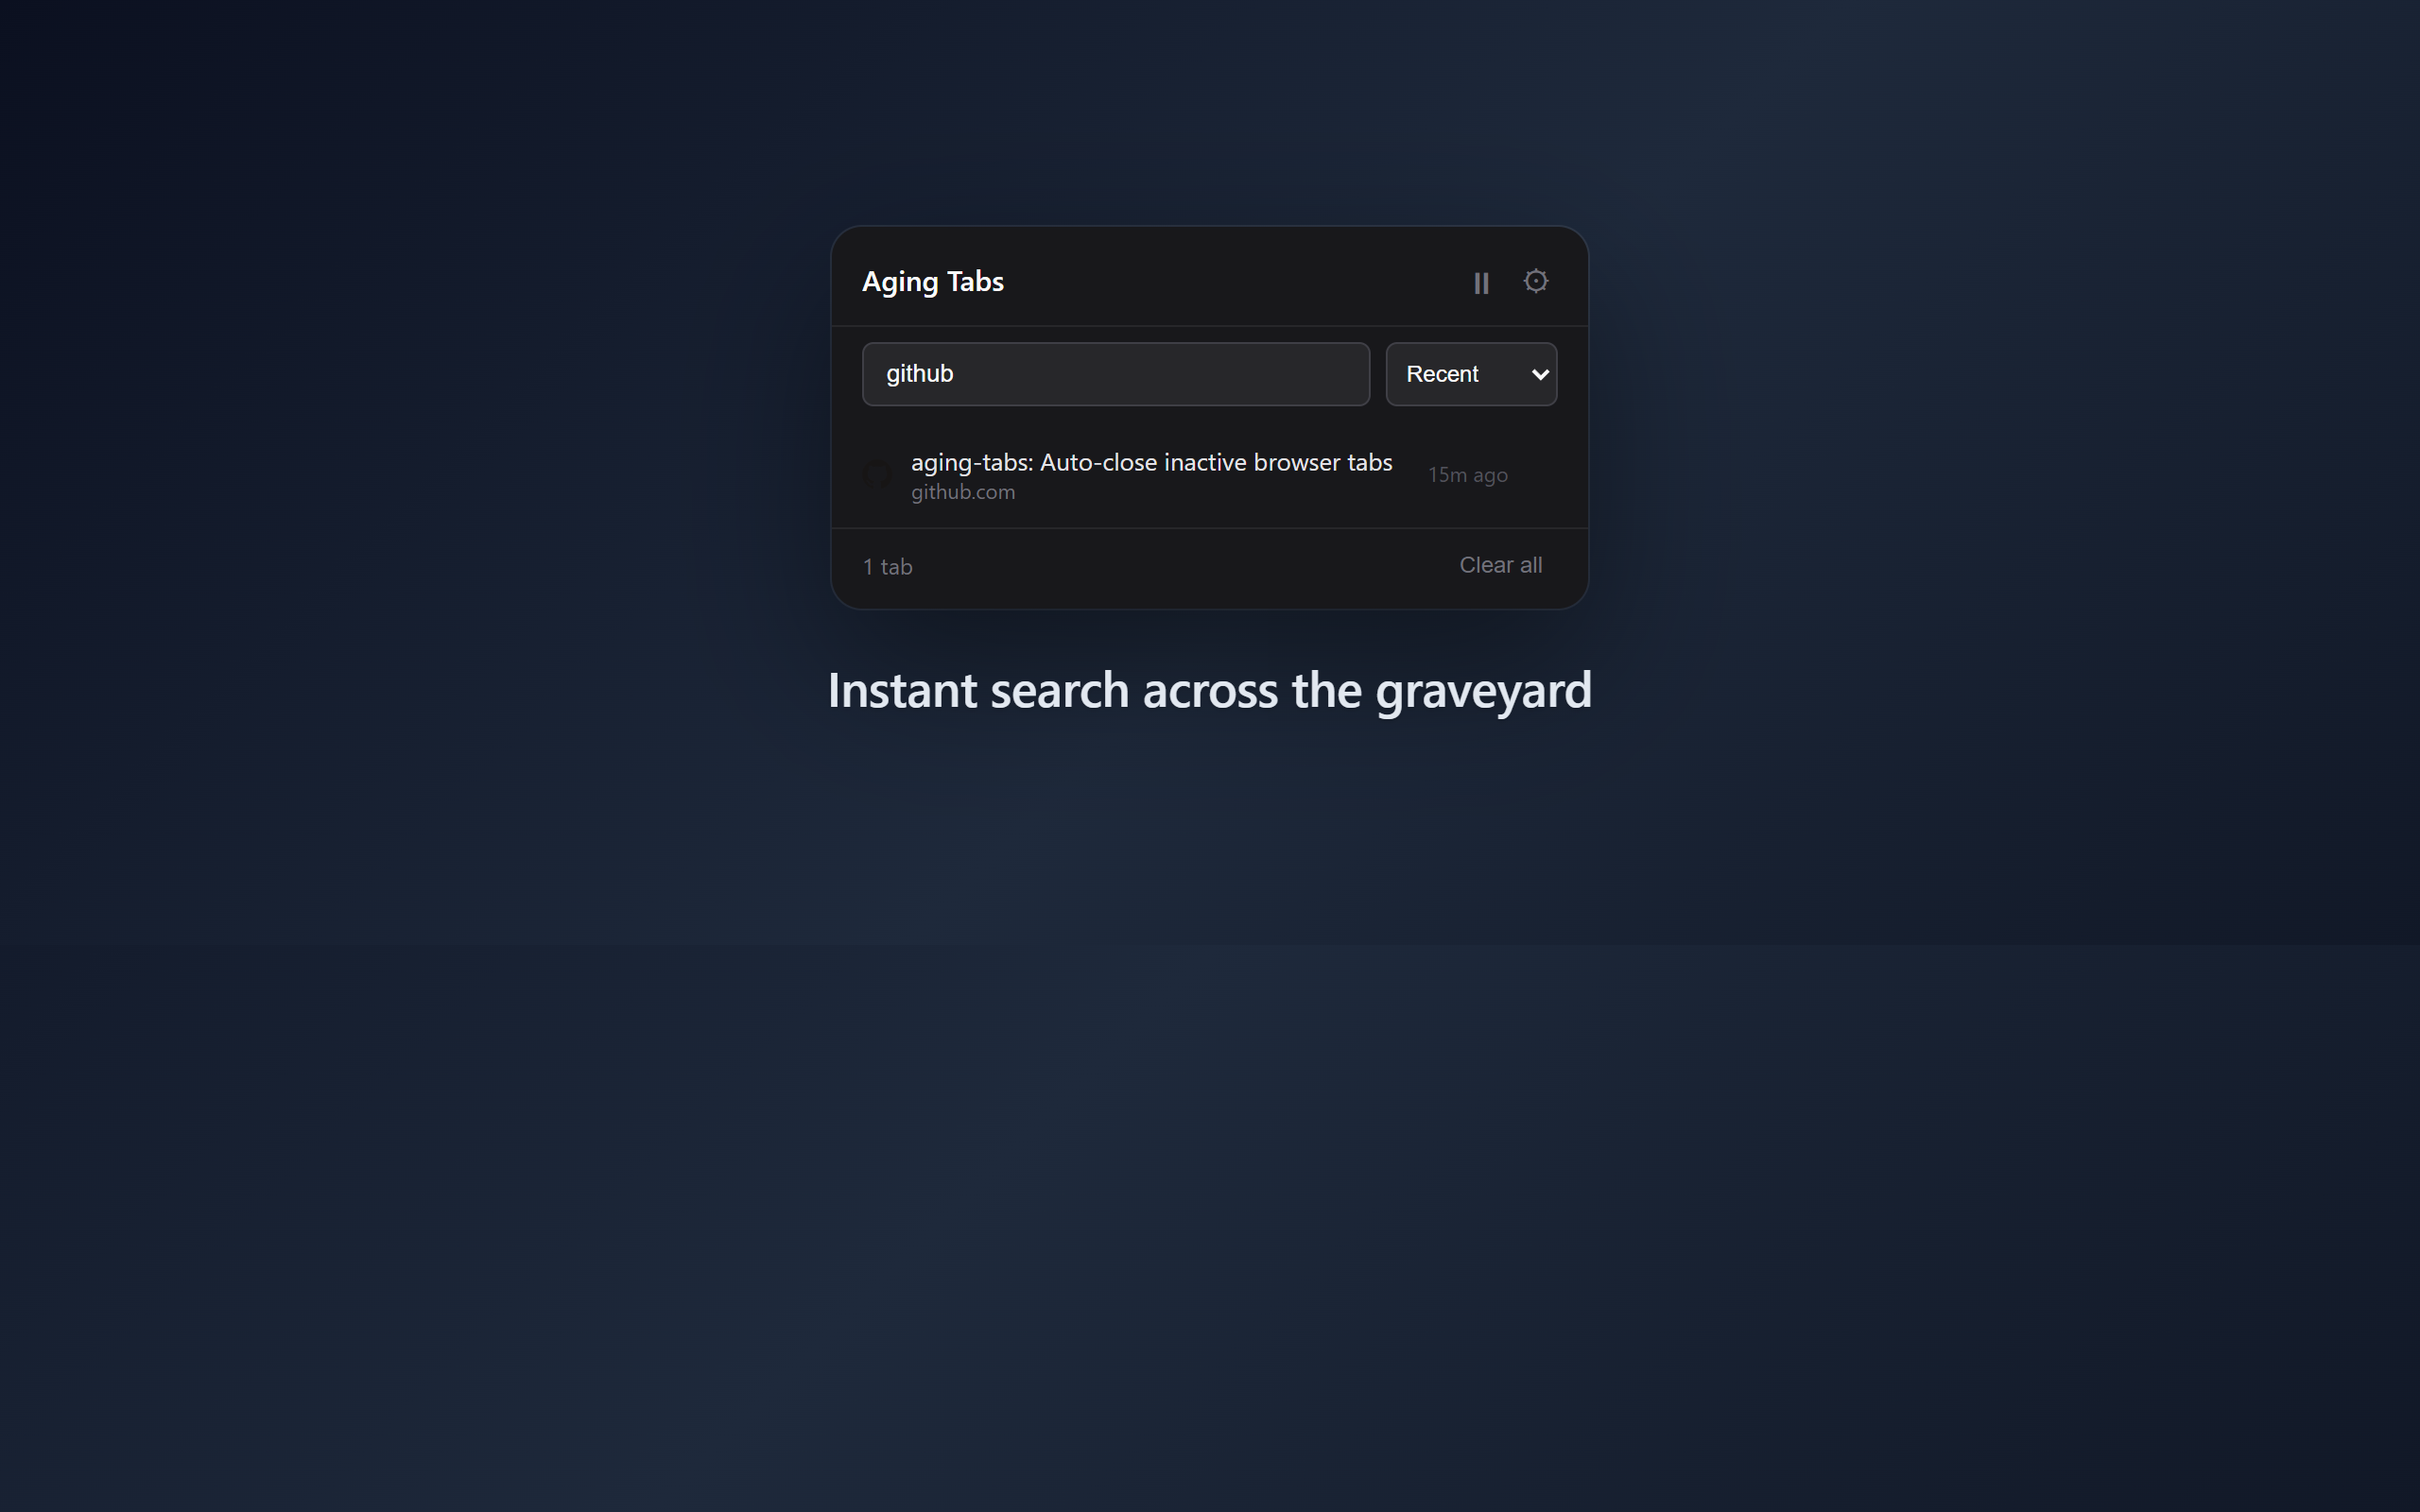 Aging Tabs
github
Recent
aging-tabs: Auto-close inactive browser tabs
github.com
15m ago
1 tab
Clear all
Instant search across the graveyard